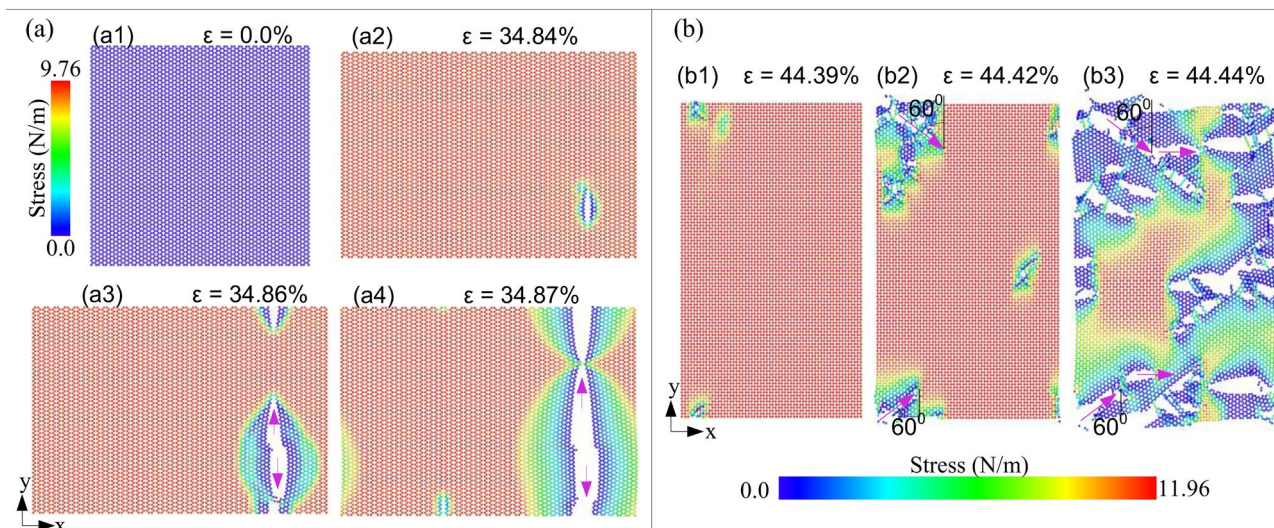 (a)
(a1) ε = 0.0%
(a2) ε = 34.84%
9.76
Stress (N/m)
0.0
(a3) ε = 34.86%
(a4) ε = 34.87%
y
x
(b)
(b1) ε = 44.39%
(b2) ε = 44.42%
(b3) ε = 44.44%
60⁰
60⁰
60⁰
60⁰
y
x
Stress (N/m)
0.0
11.96